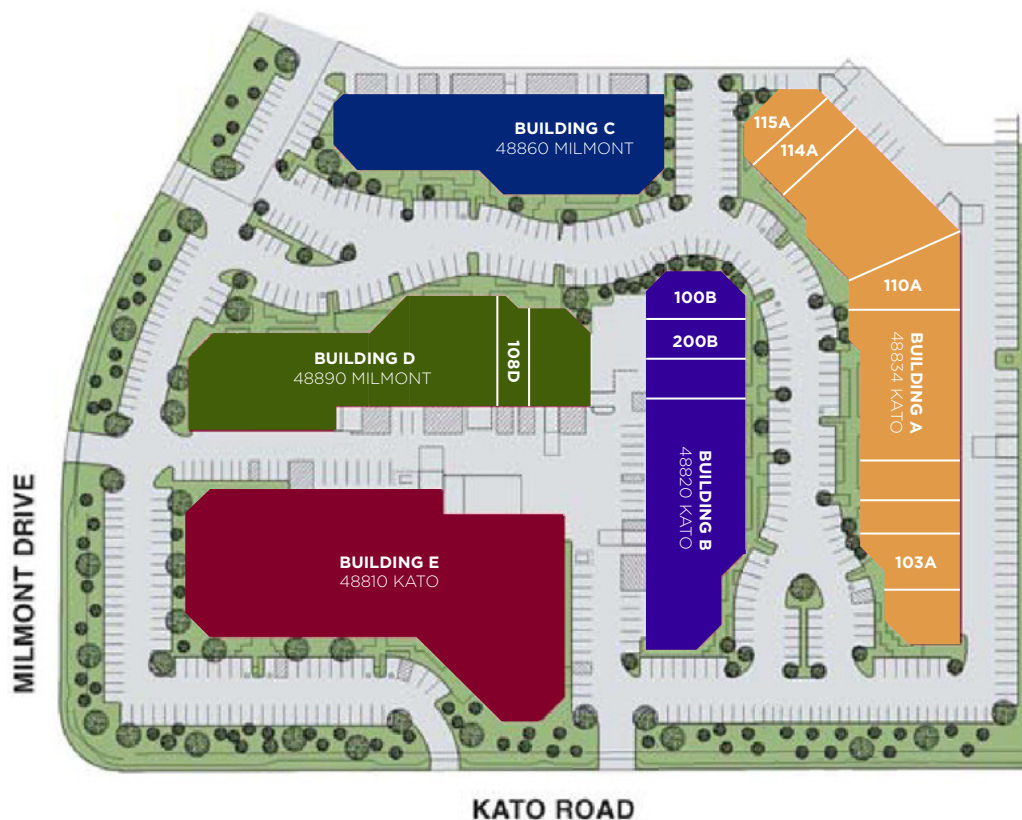 BUILDING C
48860 MILMONT
115A
114A
110A
100B
200B
BUILDING D
48890 MILMONT
108D
BUILDING A
48834 KATO
BUILDING B
48820 KATO
BUILDING E
48810 KATO
103A
MILMONT DRIVE
KATO ROAD